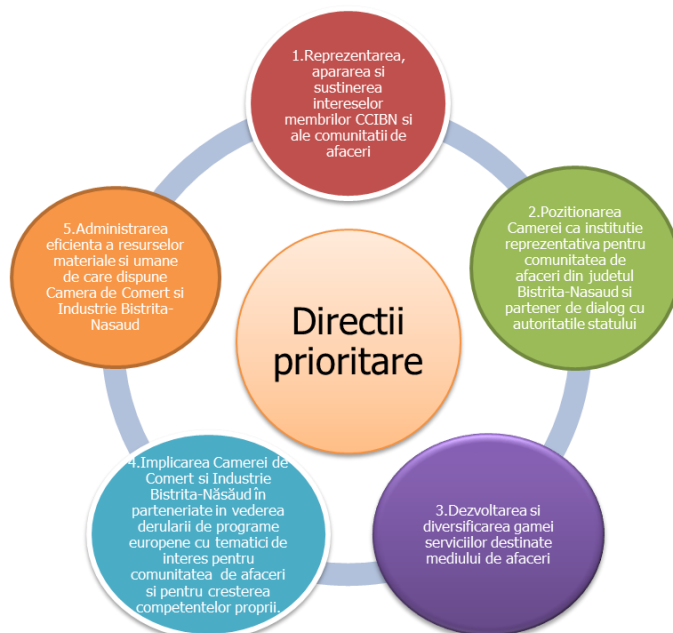 1.Reprezentarea,
apararea si
sustinerea
intereselor
membrilor CCIBN si
ale comunitatii de
afaceri
2.Pozitionarea
Camerei ca institutie
reprezentativa pentru
comunitatea de
afaceri din judetul
Bistrita-Nasaud si
partener de dialog cu
autoritatile statului
3.Dezvoltarea si
diversificarea gamei
serviciilor destinate
mediului de afaceri
4.Implicarea Camerei de
Comert si Industrie
Bistrita-Năsăud în
parteneriate in vederea
derularii de programe
europene cu tematici de
interes pentru
comunitatea de afaceri
si pentru cresterea
competentelor proprii.
5.Administrarea
eficienta a resurselor
materiale si umane
de care dispune
Camera de Comert si
Industrie Bistrita-
Nasaud
Directii
prioritare